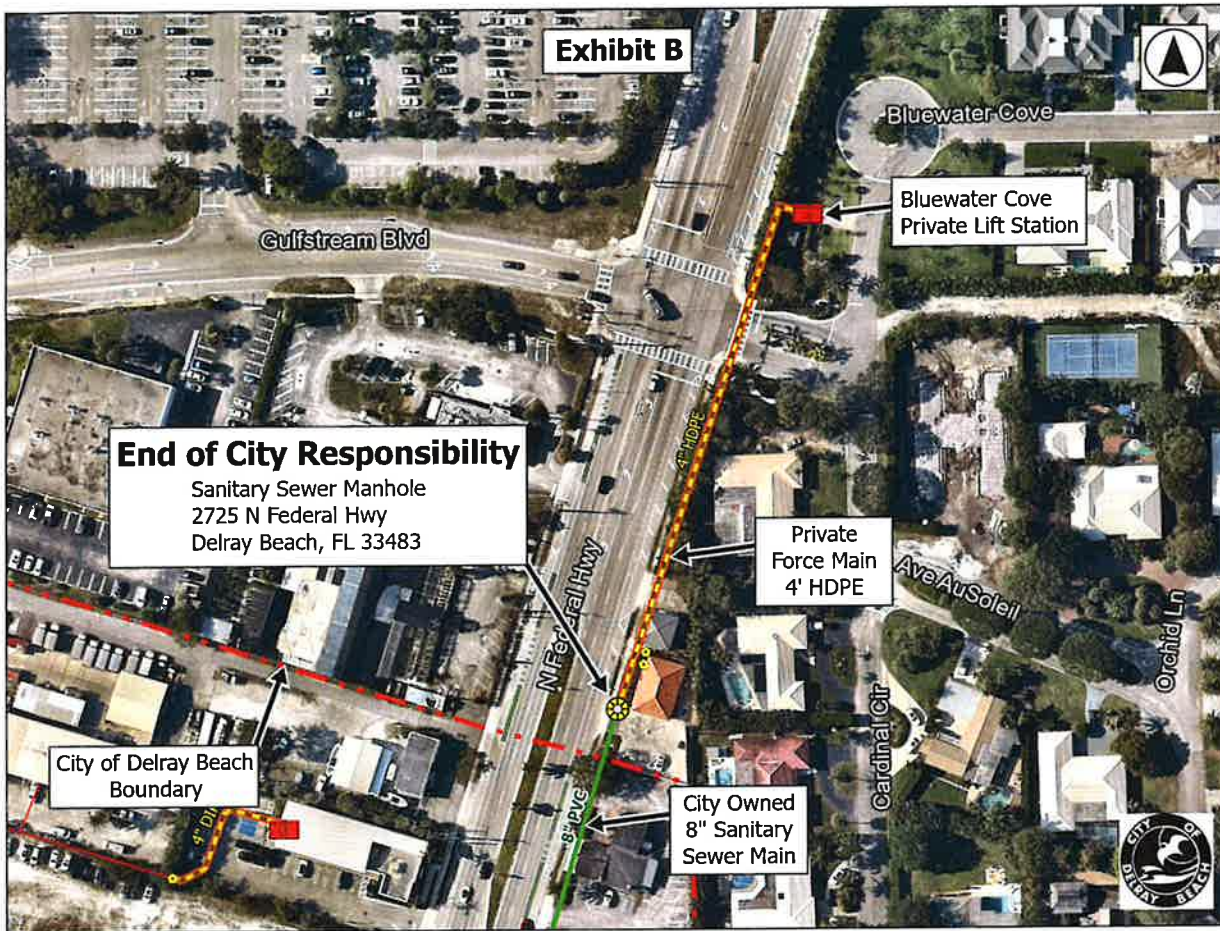 Exhibit B
Bluewater Cove
Bluewater Cove
Private Lift Station
Gulfstream Blvd
4" HDPE
End of City Responsibility
Sanitary Sewer Manhole
2725 N Federal Hwy
Delray Beach, FL 33483
N Federal Hwy
Private
Force Main
4' HDPE
Ave AuSoleil
Orchid Ln
Cardinal Cir
City of Delray Beach
Boundary
4" DI
8" PVC
City Owned
8" Sanitary
Sewer Main
CITY OF
DELRAY BEACH